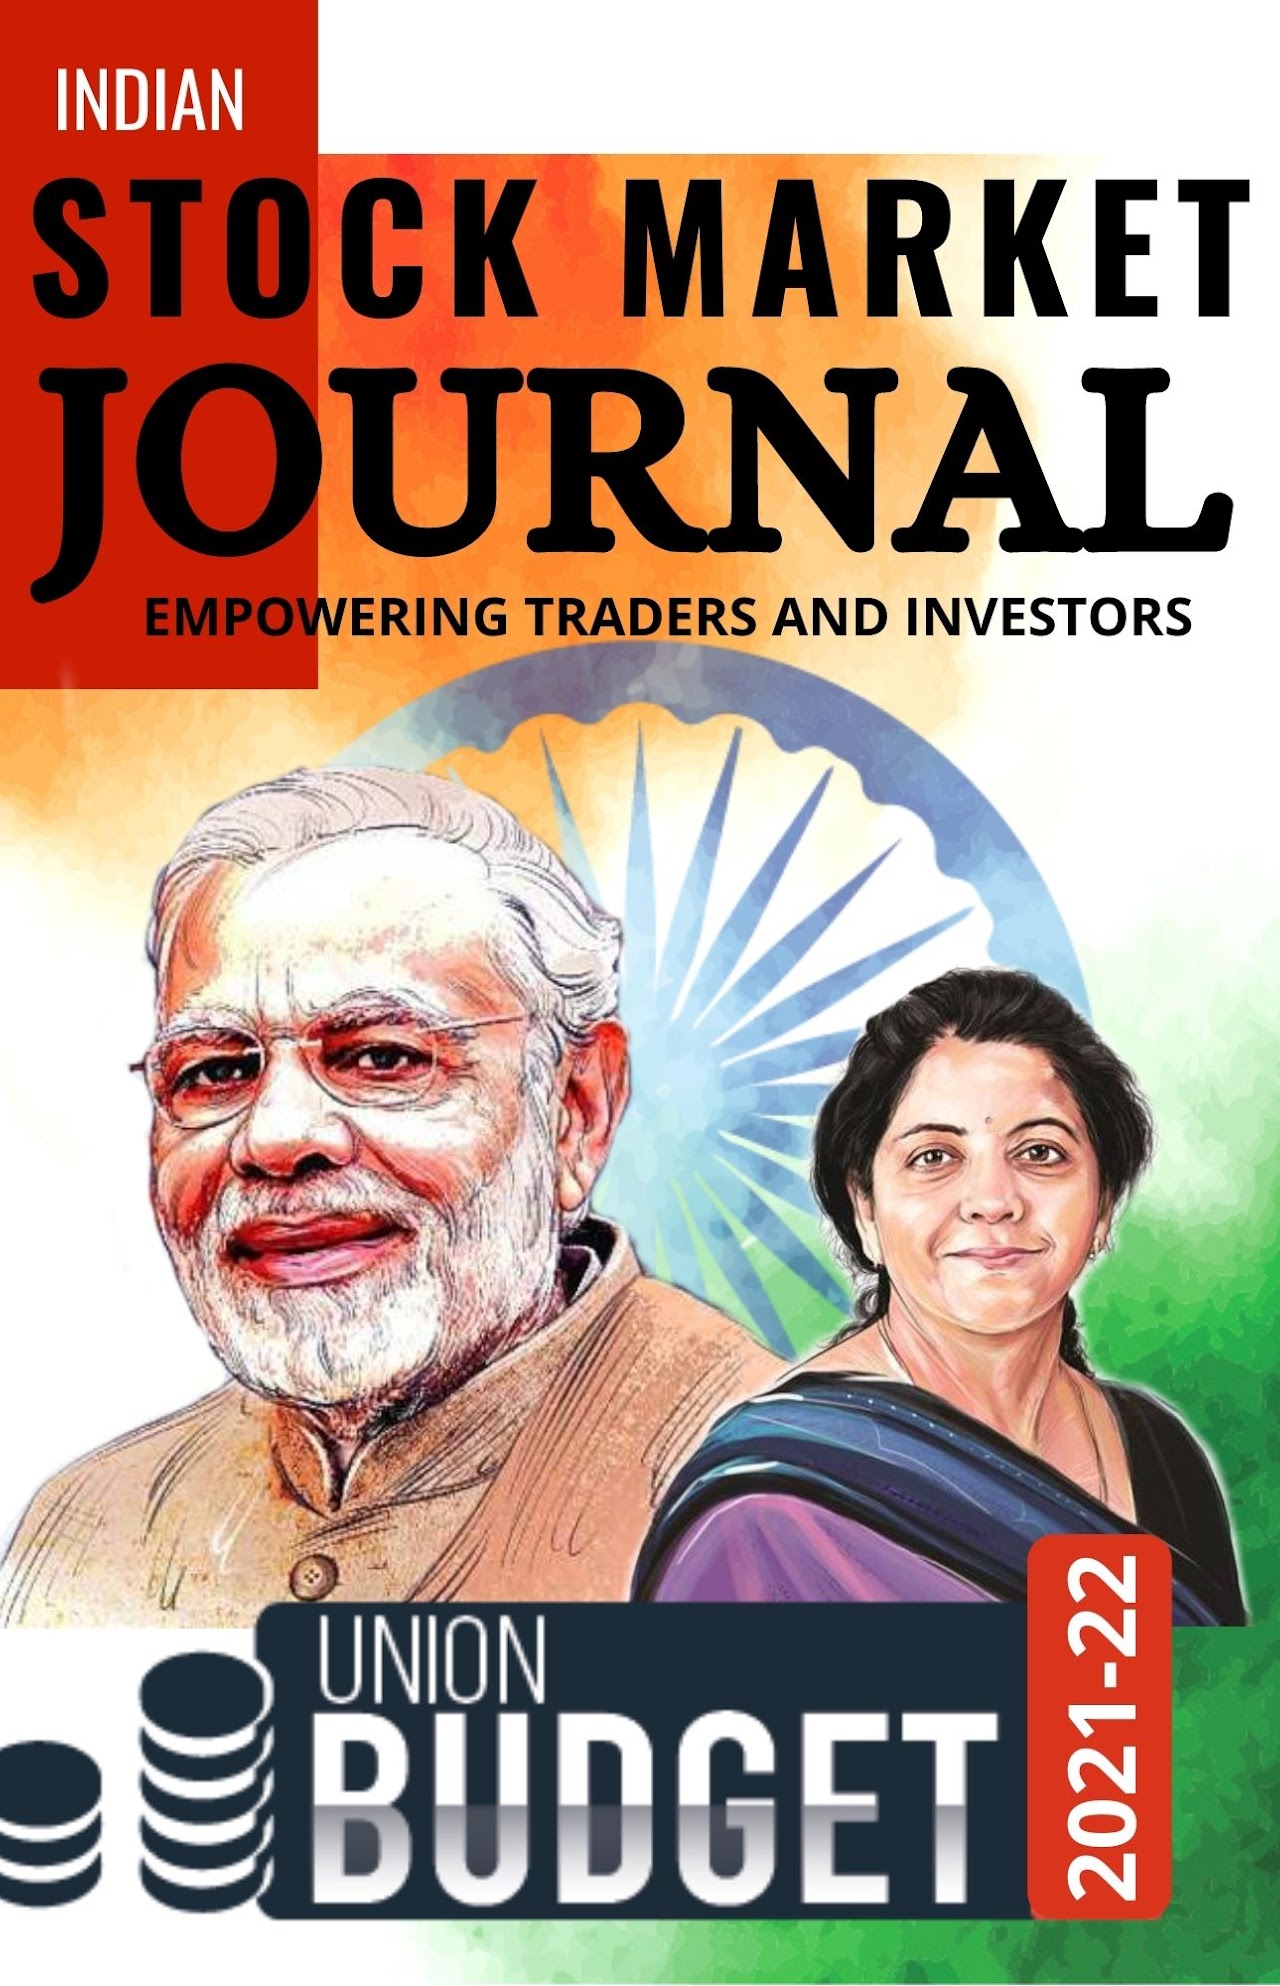 INDIAN
STOCK MARKET
JOURNAL
EMPOWERING TRADERS AND INVESTORS
UNION
BUDGET
2021-22